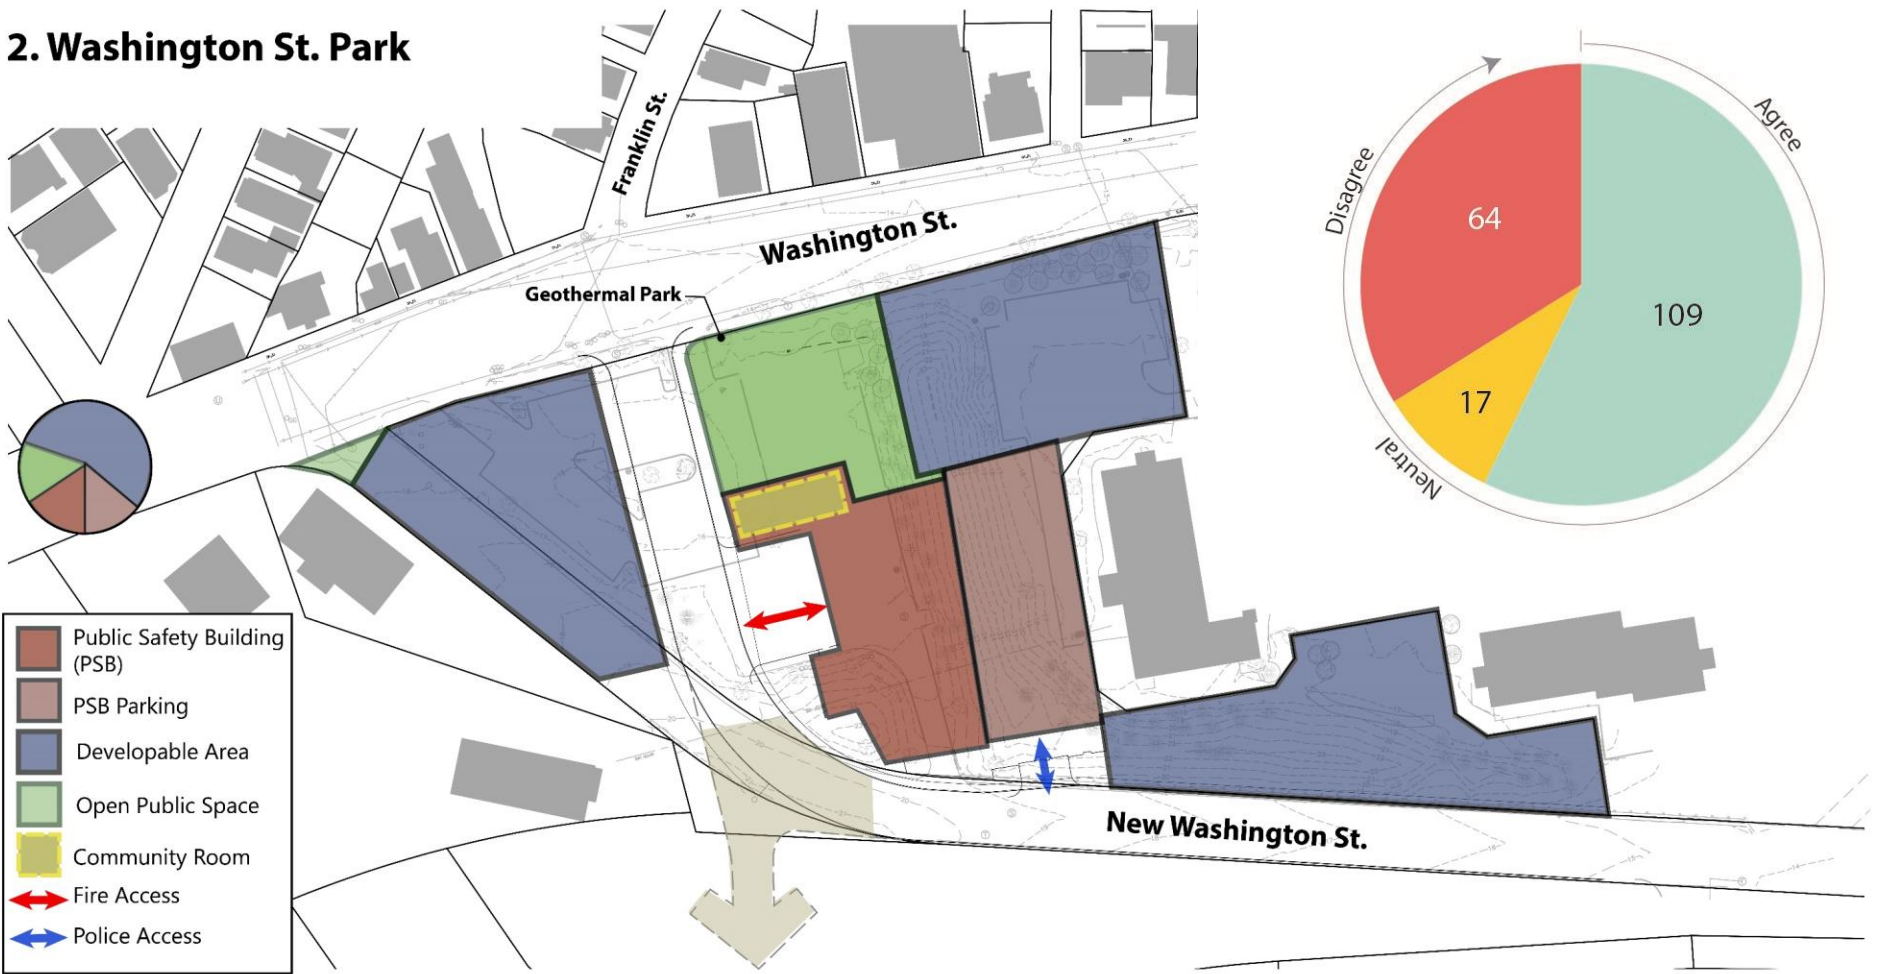 2. Washington St. Park
Franklin St.
Washington St.
Geothermal Park
Agree
Disagree
64
109
17
Neutral
Public Safety Building
(PSB)
PSB Parking
Developable Area
Open Public Space
Community Room
Fire Access
Police Access
New Washington St.